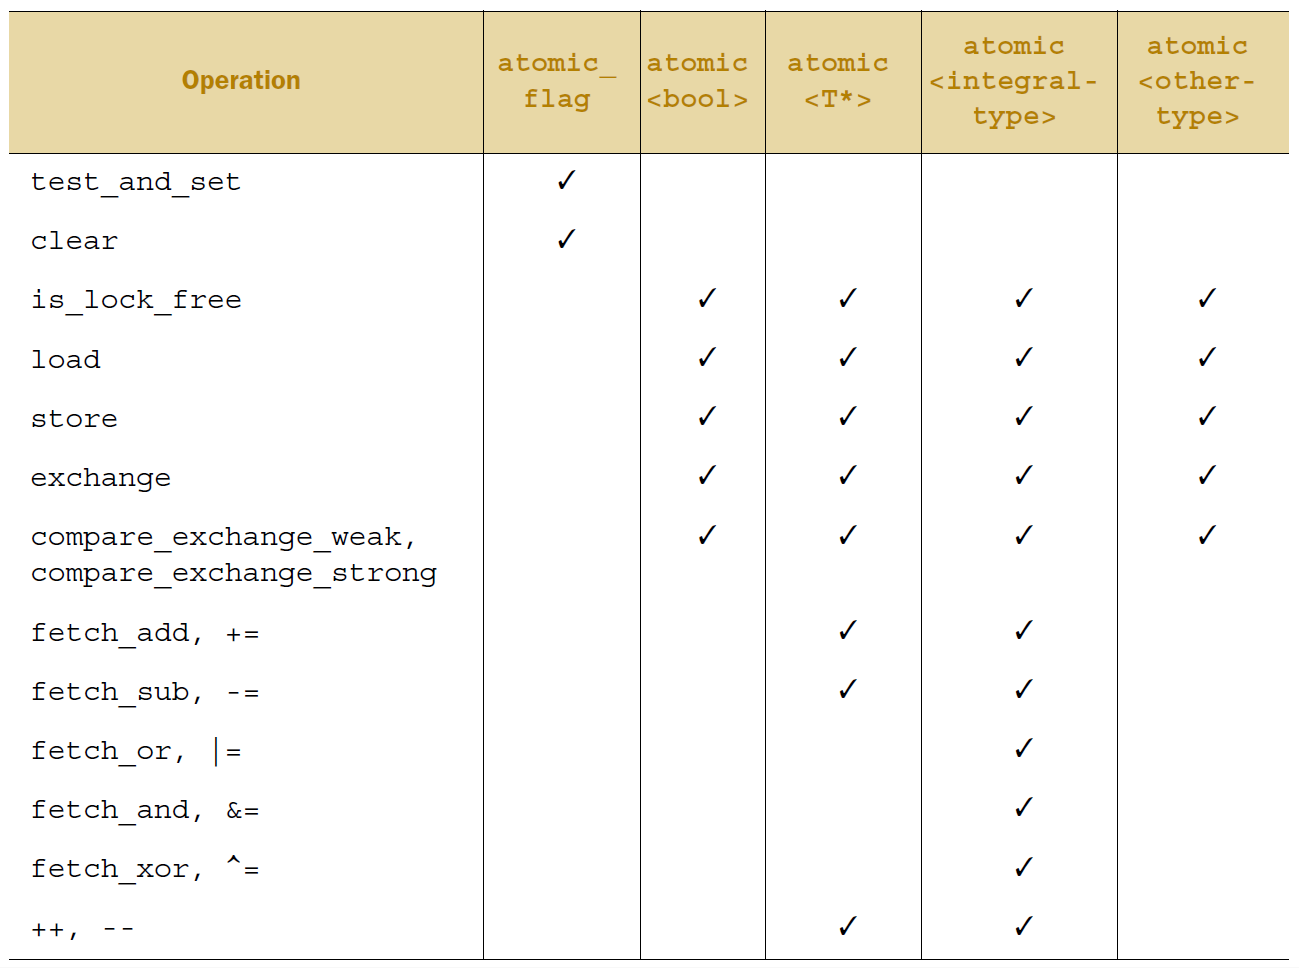 Operation
atomic_
flag
atomic
<bool>
atomic
<T*>
atomic
<integral-
type>
atomic
<other-
type>
test_and_set ✓
clear ✓
is_lock_free ✓ ✓ ✓ ✓
load ✓ ✓ ✓ ✓
store ✓ ✓ ✓ ✓
exchange ✓ ✓ ✓ ✓
compare_exchange_weak, ✓ ✓ ✓ ✓
compare_exchange_strong
fetch_add, += ✓ ✓
fetch_sub, -= ✓ ✓
fetch_or, |= ✓
fetch_and, &= ✓
fetch_xor, ^= ✓
++, -- ✓ ✓